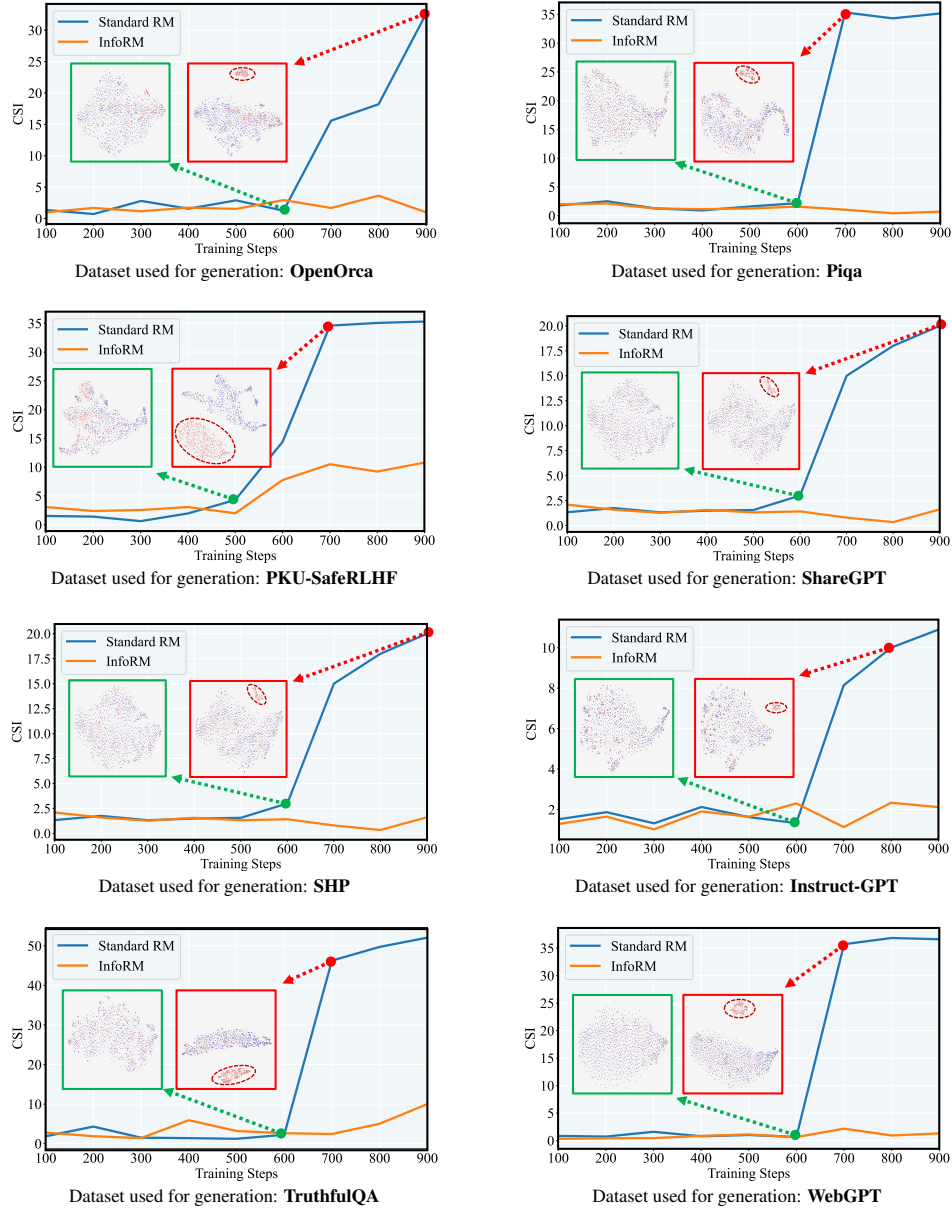 Standard RM
InfoRM
CSI
30
25
20
15
10
5
0
100 200 300 400 500 600 700 800 900
Training Steps
Dataset used for generation: OpenOrca
Standard RM
InfoRM
CSI
35
30
25
20
15
10
5
0
100 200 300 400 500 600 700 800 900
Training Steps
Dataset used for generation: Piqa
Standard RM
InfoRM
CSI
35
30
25
20
15
10
5
0
100 200 300 400 500 600 700 800 900
Training Steps
Dataset used for generation: PKU-SafeRLHF
Standard RM
InfoRM
CSI
20.0
17.5
15.0
12.5
10.0
7.5
5.0
2.5
0.0
100 200 300 400 500 600 700 800 900
Training Steps
Dataset used for generation: ShareGPT
Standard RM
InfoRM
CSI
20.0
17.5
15.0
12.5
10.0
7.5
5.0
2.5
0.0
100 200 300 400 500 600 700 800 900
Training Steps
Dataset used for generation: SHP
Standard RM
InfoRM
CSI
10
8
6
4
2
100 200 300 400 500 600 700 800 900
Training Steps
Dataset used for generation: Instruct-GPT
Standard RM
InfoRM
CSI
50
40
30
20
10
0
100 200 300 400 500 600 700 800 900
Training Steps
Dataset used for generation: TruthfulQA
Standard RM
InfoRM
CSI
35
30
25
20
15
10
5
0
100 200 300 400 500 600 700 800 900
Training Steps
Dataset used for generation: WebGPT